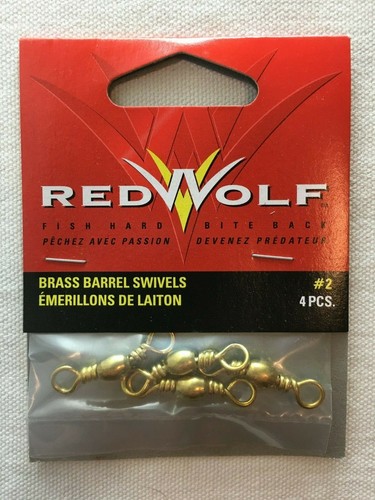 REDWOLF
FISH HARD BITE BACK
PÊCHEZ AVEC PASSION DEVENEZ PRÉDATEUR
BRASS BARREL SWIVELS #2
ÉMERILLONS DE LAITON 4 PCS.